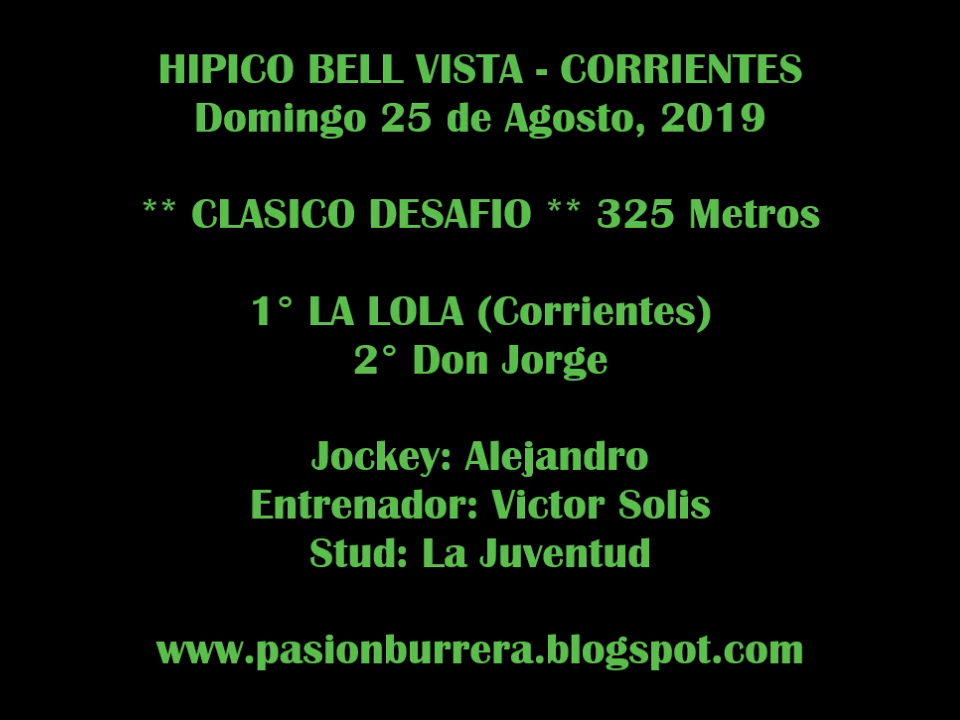 HIPICO BELL VISTA - CORRIENTES
Domingo 25 de Agosto, 2019
** CLASICO DESAFIO ** 325 Metros
1° LA LOLA (Corrientes)
2° Don Jorge
Jockey: Alejandro
Entrenador: Victor Solis
Stud: La Juventud
www.pasionburrera.blogspot.com